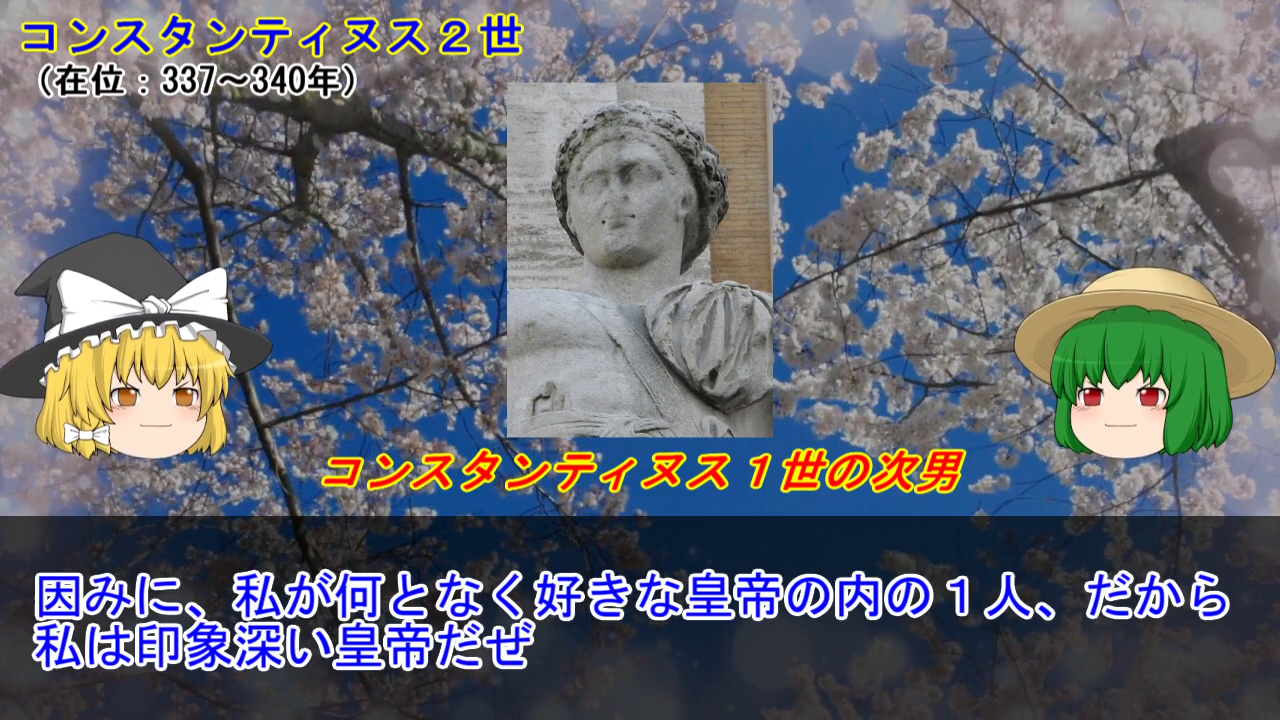 コンスタンティヌス２世
（在位：337～340年）
コンスタンティヌス１世の次男
因みに、私が何となく好きな皇帝の内の１人、だから
私は印象深い皇帝だぜ